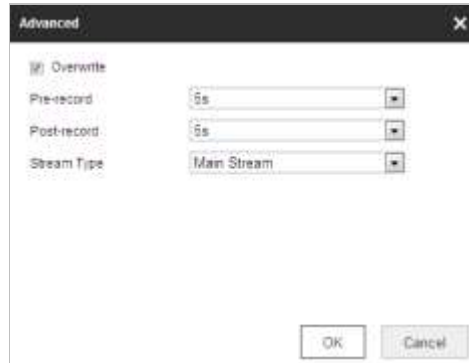 Advanced
Overwrite
Pre-record 5s
Post-record 5s
Stream Type Main Stream
OK Cancel